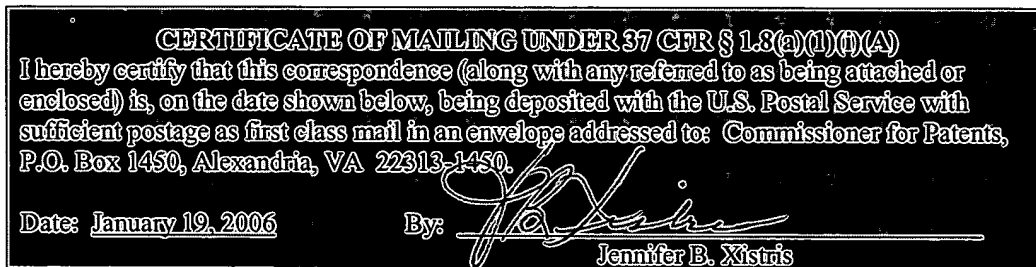 CERTIFICATE OF MAILING UNDER 37 CFR § 1.8(a)(1)(i)(A)
I hereby certify that this correspondence (along with any referred to as being attached or
enclosed) is, on the date shown below, being deposited with the U.S. Postal Service with
sufficient postage as first class mail in an envelope addressed to: Commissioner for Patents,
P.O. Box 1450, Alexandria, VA 22313-1450.
Date: January 19, 2006 By: JB Xistris
Jennifer B. Xistris